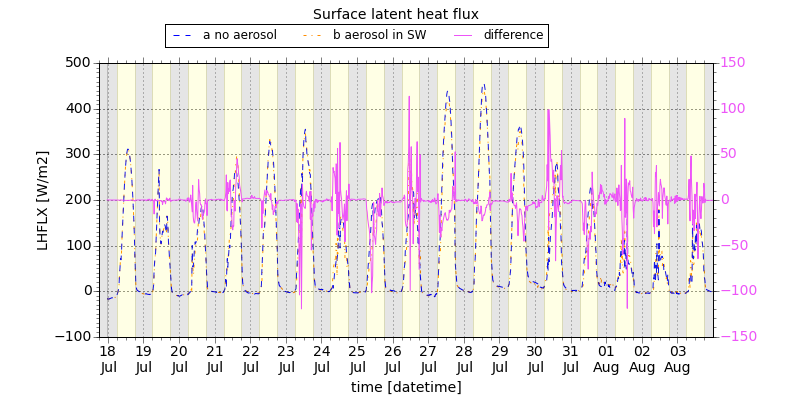 Surface latent heat flux
a no aerosol b aerosol in SW difference
500 150
400 100
300 50
200 0
100 −50
0 −100
−100 −150
LHFLX [W/m2]
18 19 20 21 22 23 24 25 26 27 28 29 30 31 01 02 03
Jul Jul Jul Jul Jul Jul Jul Jul Jul Jul Jul Jul Jul Jul Aug Aug Aug
time [datetime]